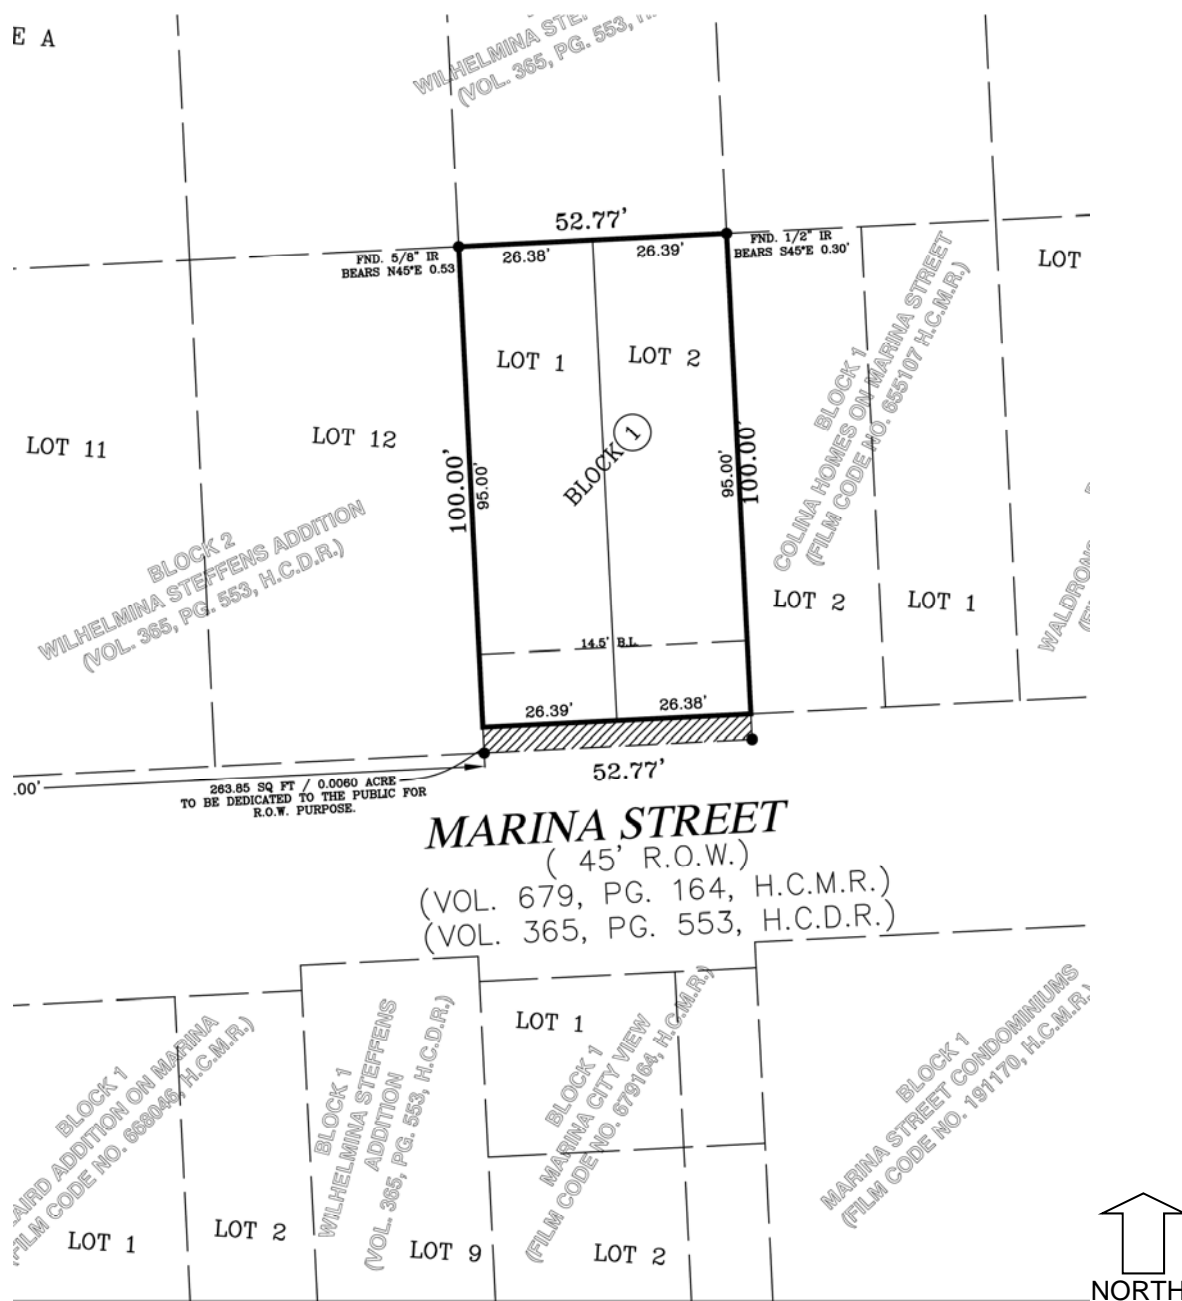 E A
WILHELMINA
(VOL. 365, PG. 553,
52.77'
FND. 5/8" IR
BEARS N45°E 0.53
26.38'
26.39'
FND. 1/2" IR
BEARS S45°E 0.30'
LOT
LOT 1
LOT 2
BLOCK 1
LOT 11
LOT 12
100.00'
95.00'
95.00'
100.00'
BLOCK 1
COLINA HOMES ON MARINA STREET
(FILM CODE NO. 655107 H.C.M.R.)
BLOCK 2
WILHELMINA STEFFENS ADDITION
(VOL. 365, PG. 553, H.C.D.R.)
LOT 2
LOT 1
14.5' B.L.
26.39'
26.38'
.00'
263.85 SQ FT / 0.0060 ACRE
TO BE DEDICATED TO THE PUBLIC FOR
R.O.W. PURPOSE.
52.77'
MARINA STREET
( 45' R.O.W.)
(VOL. 679, PG. 164, H.C.M.R.)
(VOL. 365, PG. 553, H.C.D.R.)
BLOCK 1
AIRD ADDITION ON MARINA
(FILM CODE NO. 668046, H.C.M.R.)
LOT 1
LOT 2
BLOCK 1
WILHELMINA STEFFENS
ADDITION
(VOL. 365, PG. 553, H.C.D.R.)
LOT 9
LOT 1
BLOCK 1
MARINA CITY VIEW
(FILM CODE NO. 679164, H.C.M.R.)
LOT 2
BLOCK 1
MARINA STREET CONDOMINIUMS
(FILM CODE NO. 191170, H.C.M.R.)
NORTH